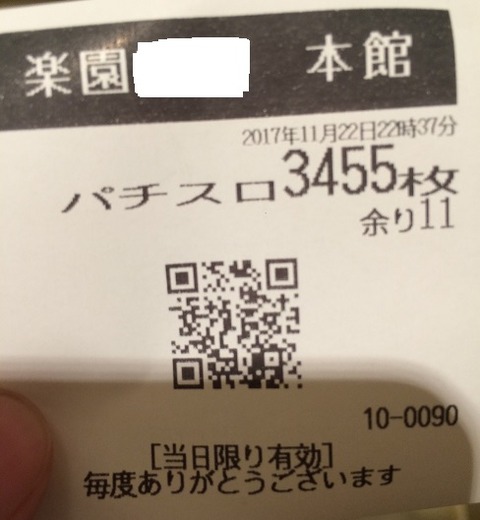 楽園 本館
2017年11月22日22時37分
パチスロ3455枚
余り11
10-0090
[当日限り有効]
毎度ありがとうございます